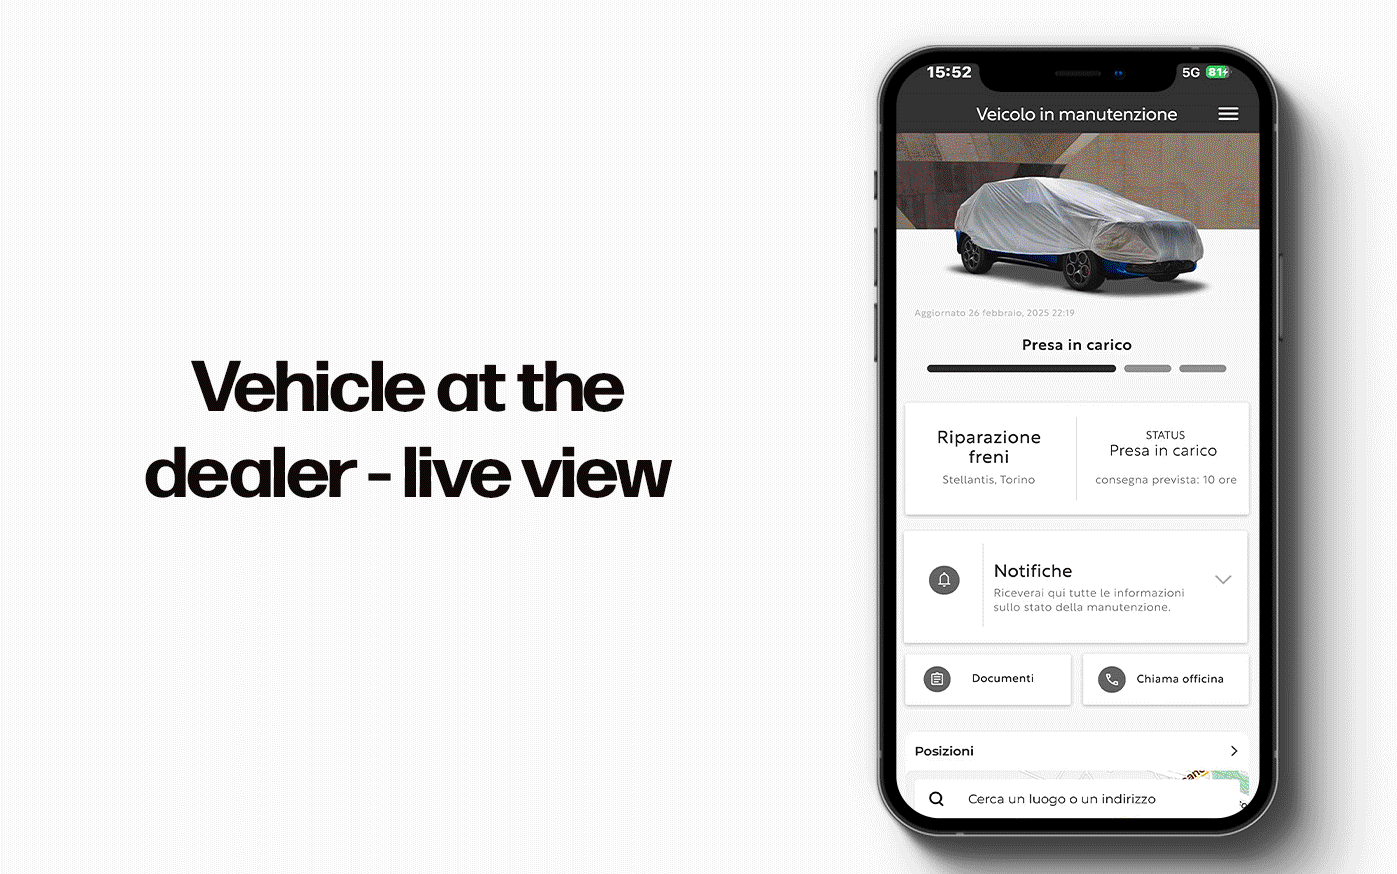 Vehicle at the
dealer - live view
15:52
5G 81
Veicolo in manutenzione
Aggiornato 26 febbraio, 2025 22:19
Presa in carico
Riparazione
freni
Stellantis, Torino
STATUS
Presa in carico
consegna prevista: 10 ore
Notifiche
Riceverai qui tutte le informazioni
sullo stato della manutenzione.
Documenti
Chiama officina
Posizioni
Cerca un luogo o un indirizzo